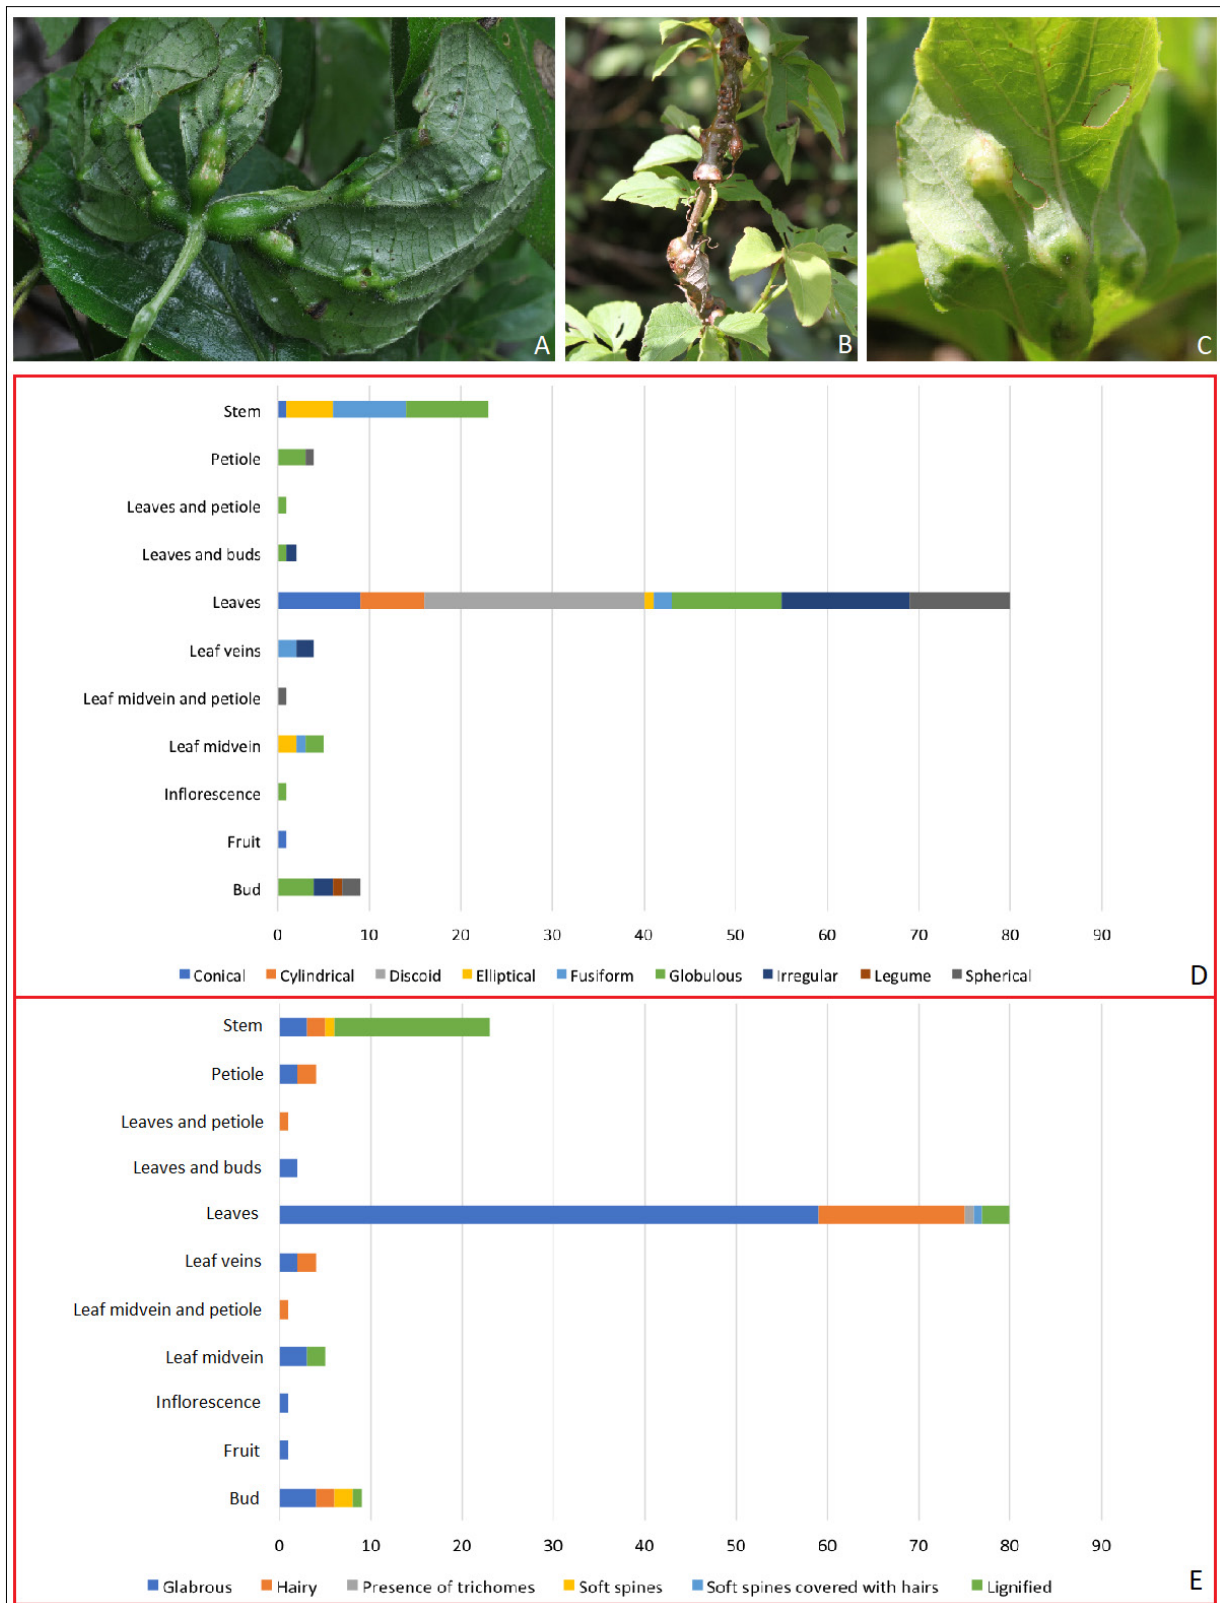 A
B
C
Stem
Petiole
Leaves and petiole
Leaves and buds
Leaves
Leaf veins
Leaf midvein and petiole
Leaf midvein
Inflorescence
Fruit
Bud
0 10 20 30 40 50 60 70 80 90
Conical Cylindrical Discoid Elliptical Fusiform Globulous Irregular Legume Spherical
D
Stem
Petiole
Leaves and petiole
Leaves and buds
Leaves
Leaf veins
Leaf midvein and petiole
Leaf midvein
Inflorescence
Fruit
Bud
0 10 20 30 40 50 60 70 80 90
Glabrous Hairy Presence of trichomes Soft spines Soft spines covered with hairs Lignified
E